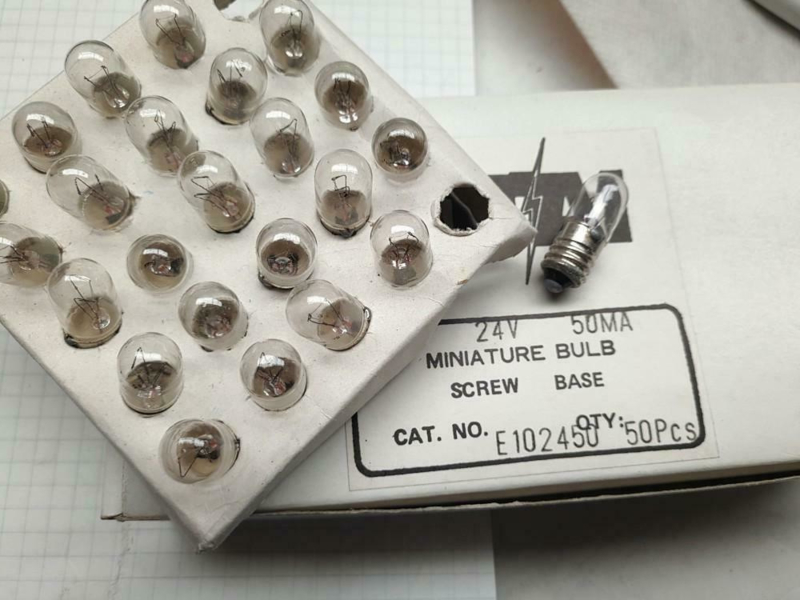 24V 50MA
MINIATURE BULB
SCREW BASE
CAT. NO. E102450 QTY: 50Pcs